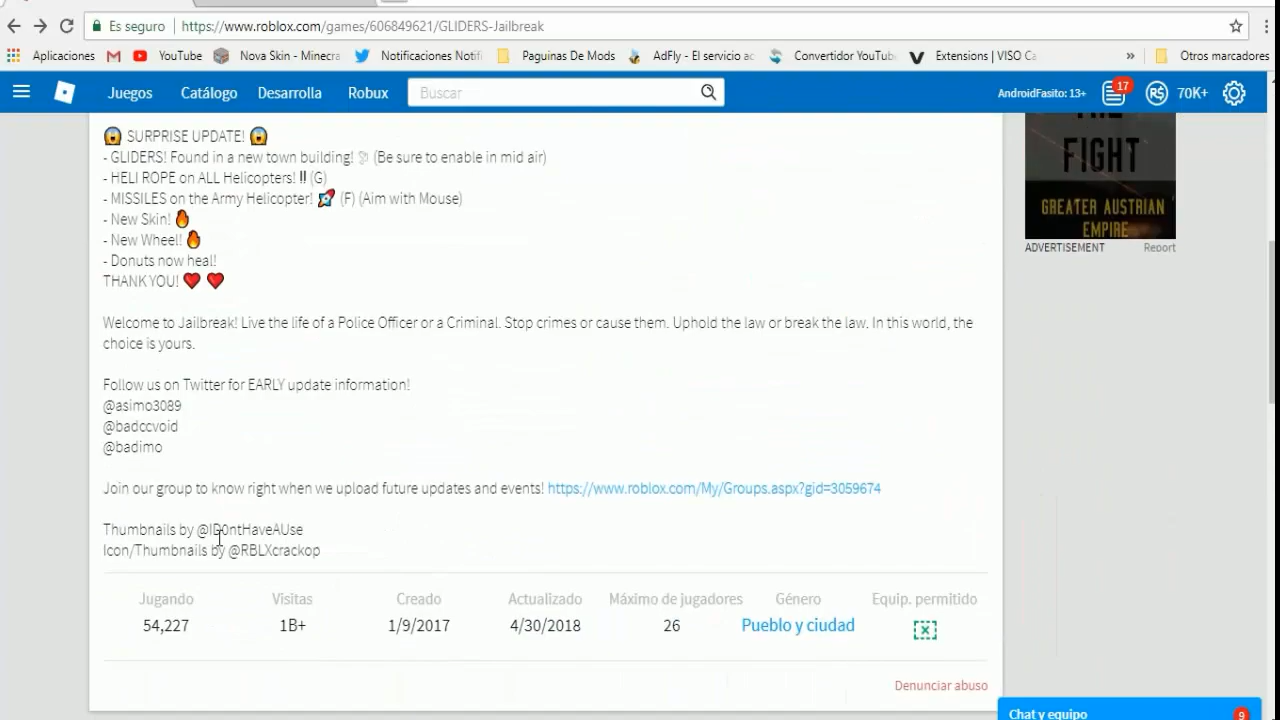 Es seguro | https://www.roblox.com/games/606849621/GLIDERS-Jailbreak
Aplicaciones YouTube Nova Skin - Minecra Notificaciones Notifi Paguinas De Mods AdFly - El servicio ac Convertidor YouTube Extensions | VISO Ca » Otros marcadores
Juegos Catálogo Desarrolla Robux Buscar AndroidFasito: 13+ 17 R$ 70K+
😱 SURPRISE UPDATE! 😱
- GLIDERS! Found in a new town building! (Be sure to enable in mid air)
- HELI ROPE on ALL Helicopters! ‼ (G)
- MISSILES on the Army Helicopter! 🚀 (F) (Aim with Mouse)
- New Skin! 🔥
- New Wheel! 🔥
- Donuts now heal!
THANK YOU! ❤ ❤
Welcome to Jailbreak! Live the life of a Police Officer or a Criminal. Stop crimes or cause them. Uphold the law or break the law. In this world, the
choice is yours.
Follow us on Twitter for EARLY update information!
@asimo3089
@badccvoid
@badimo
Join our group to know right when we upload future updates and events! https://www.roblox.com/My/Groups.aspx?gid=3059674
Thumbnails by @ID0ntHaveAUse
Icon/Thumbnails by @RBLXcrackop
Jugando Visitas Creado Actualizado Máximo de jugadores Género Equip. permitido
54,227 1B+ 1/9/2017 4/30/2018 26 Pueblo y ciudad
Denunciar abuso
FIGHT
GREATER AUSTRIAN
EMPIRE
ADVERTISEMENT Report
Chat y equipo 9